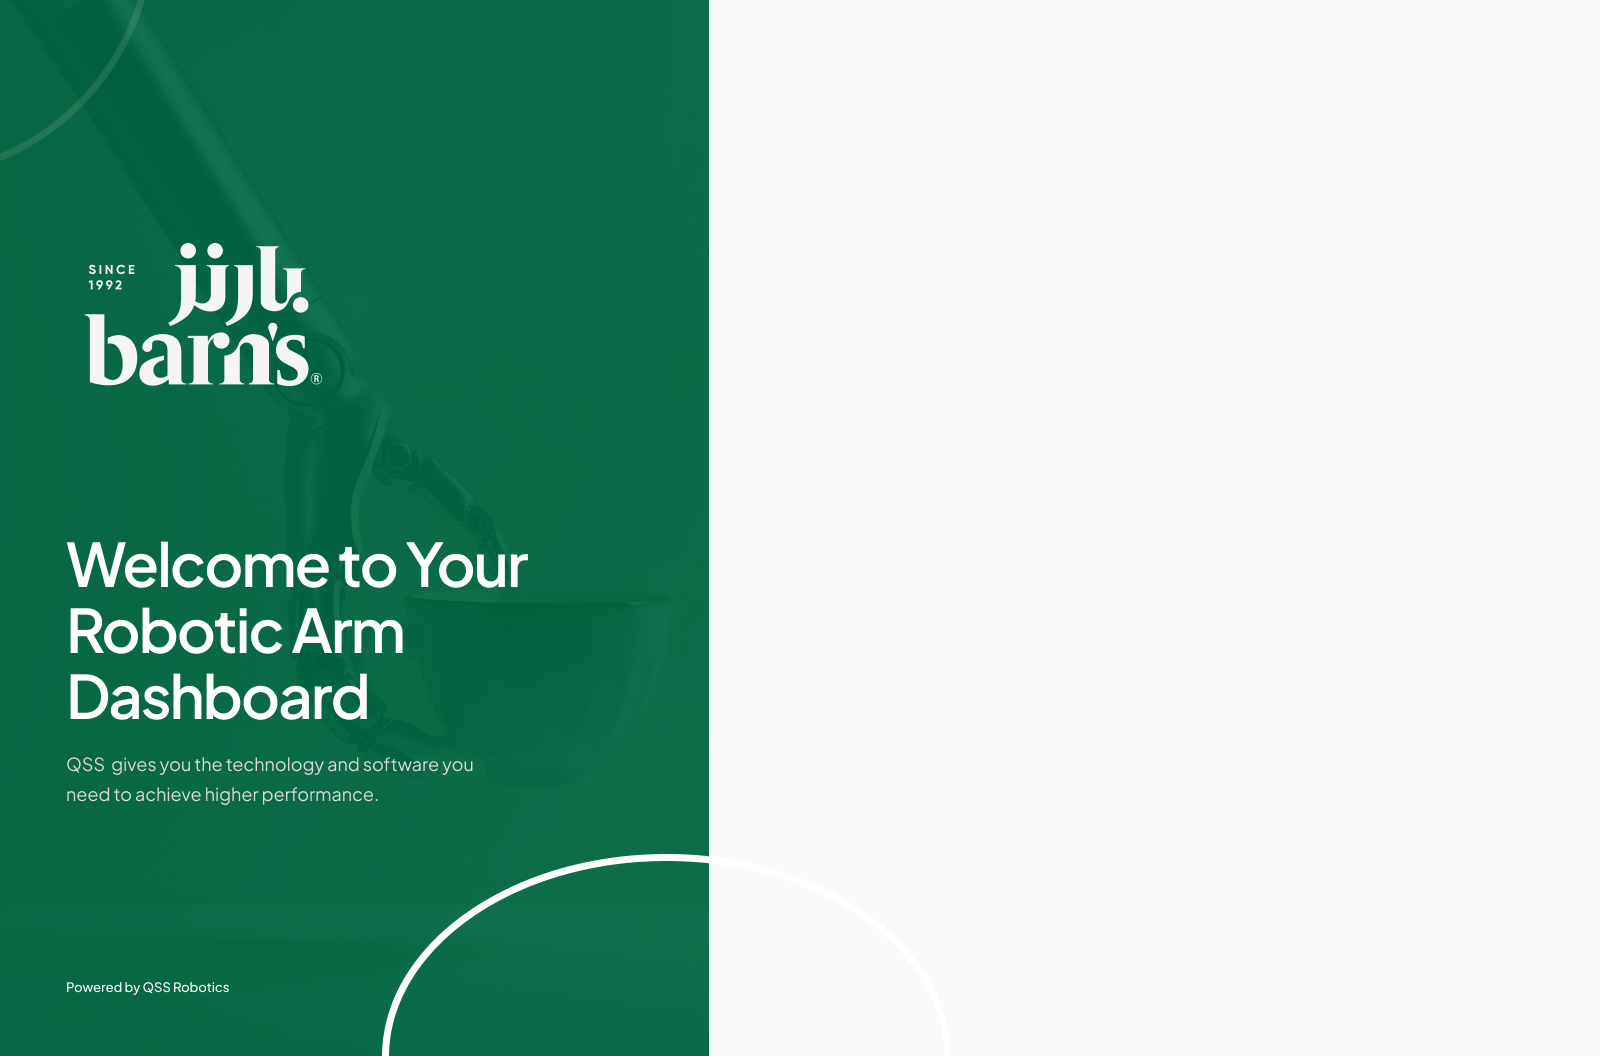 SINCE
1992
بارنز
barn's®
Welcome to Your
Robotic Arm
Dashboard
QSS gives you the technology and software you
need to achieve higher performance.
Powered by QSS Robotics